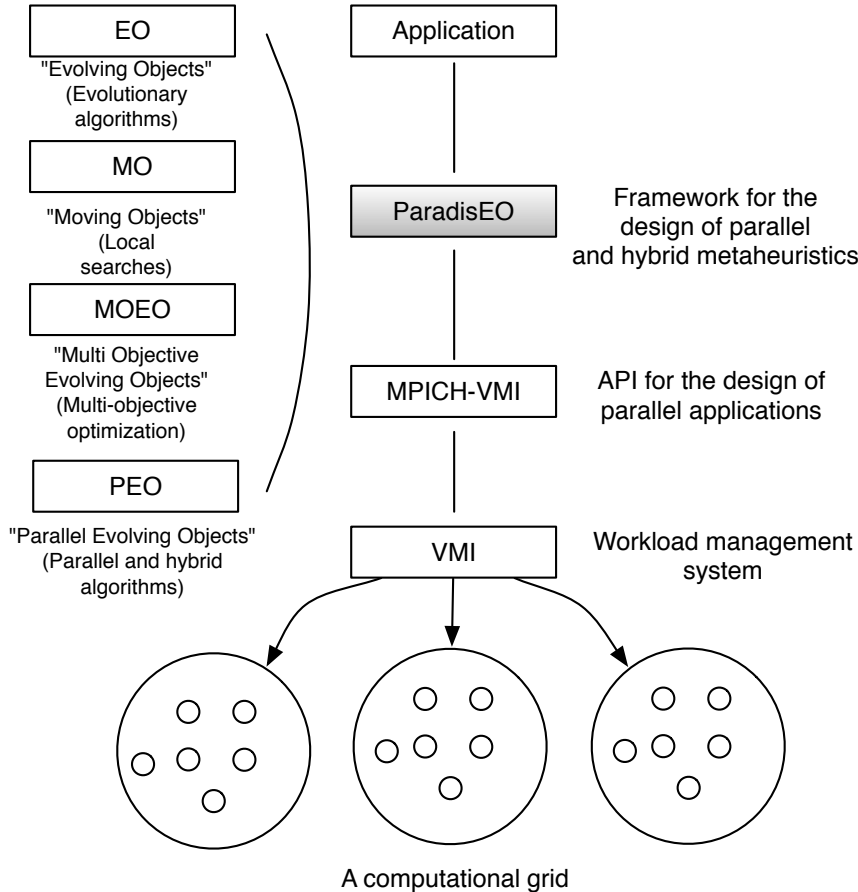 EO
"Evolving Objects"
(Evolutionary
algorithms)
MO
"Moving Objects"
(Local
searches)
MOEO
"Multi Objective
Evolving Objects"
(Multi-objective
optimization)
PEO
"Parallel Evolving Objects"
(Parallel and hybrid
algorithms)
Application
ParadisEO
Framework for the
design of parallel
and hybrid metaheuristics
MPICH-VMI
API for the design of
parallel applications
VMI
Workload management
system
A computational grid